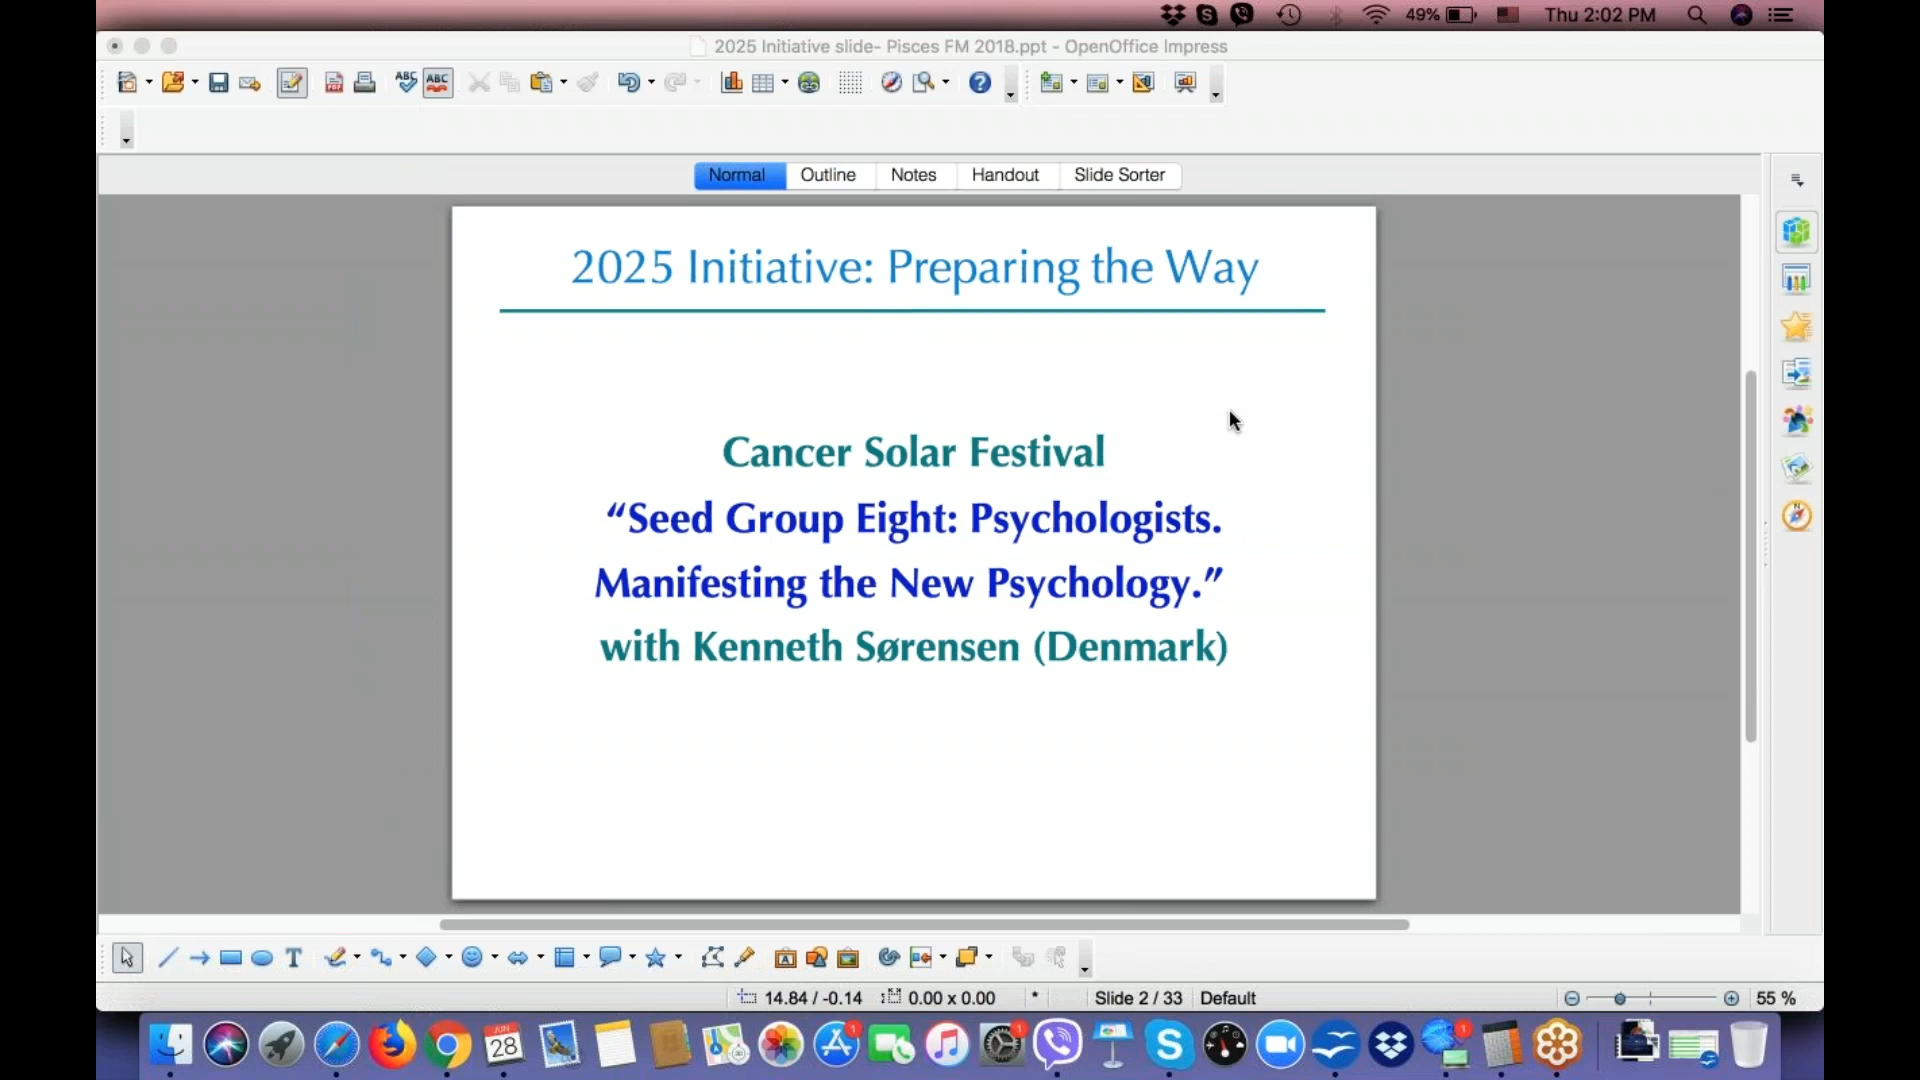 49%
Thu 2:02 PM
2025 Initiative slide- Pisces FM 2018.ppt - OpenOffice Impress
Normal
Outline
Notes
Handout
Slide Sorter
2025 Initiative: Preparing the Way
Cancer Solar Festival
“Seed Group Eight: Psychologists.
Manifesting the New Psychology.”
with Kenneth Sørensen (Denmark)
14.84 / -0.14
0.00 x 0.00
*
Slide 2 / 33
Default
55 %
JUN
28